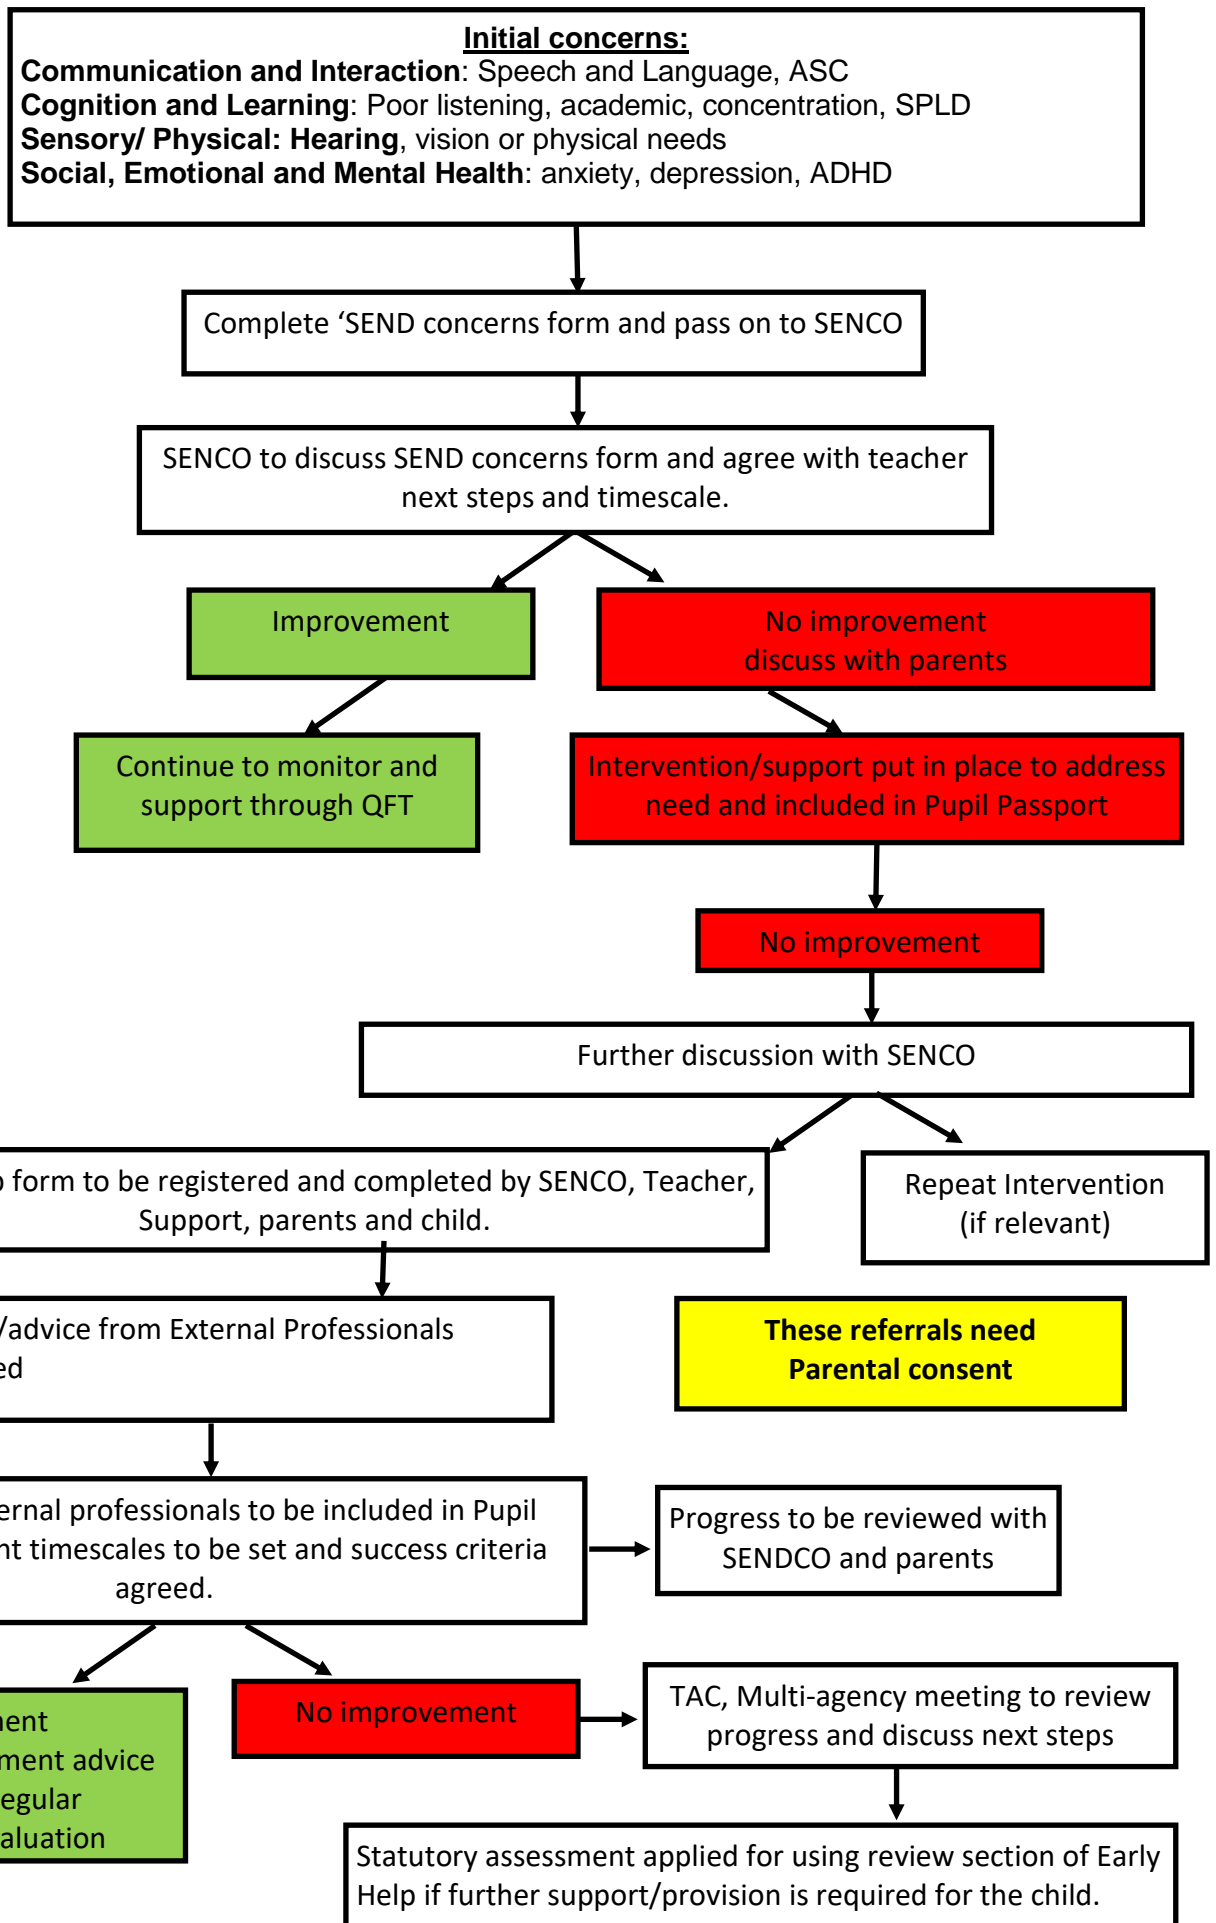 Initial concerns:
Communication and Interaction: Speech and Language, ASC
Cognition and Learning: Poor listening, academic, concentration, SPLD
Sensory/ Physical: Hearing, vision or physical needs
Social, Emotional and Mental Health: anxiety, depression, ADHD
Complete ‘SEND concerns form and pass on to SENCO
SENCO to discuss SEND concerns form and agree with teacher
next steps and timescale.
Improvement
No improvement
discuss with parents
Continue to monitor and
support through QFT
Intervention/support put in place to address
need and included in Pupil Passport
No improvement
Further discussion with SENCO
form to be registered and completed by SENCO, Teacher,
Support, parents and child.
Repeat Intervention
(if relevant)
/advice from External Professionals
ed
These referrals need
Parental consent
ernal professionals to be included in Pupil
nt timescales to be set and success criteria
agreed.
Progress to be reviewed with
SENDCO and parents
nent
ment advice
egular
aluation
No improvement
TAC, Multi-agency meeting to review
progress and discuss next steps
Statutory assessment applied for using review section of Early
Help if further support/provision is required for the child.